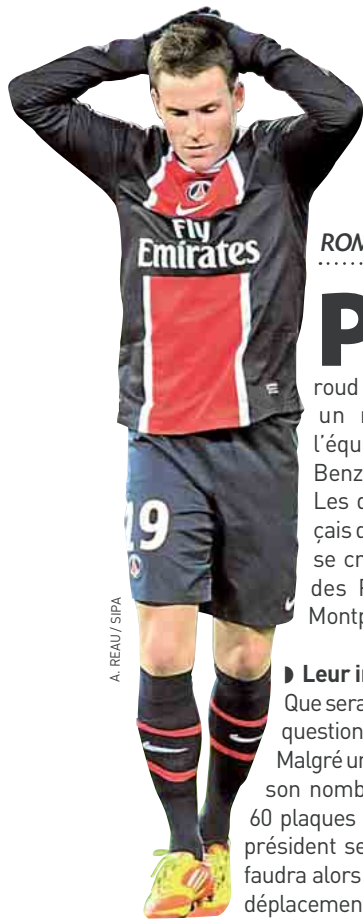 Fly
Emirates
19
A. REAU / SIPA
ROM
P
roud
un
l'équ
Benz
Les
çais
se cr
des
Montp
Leur i
Que sera
question
Malgré un
son nomb
60 plaques
président se
faudra alors
déplacement